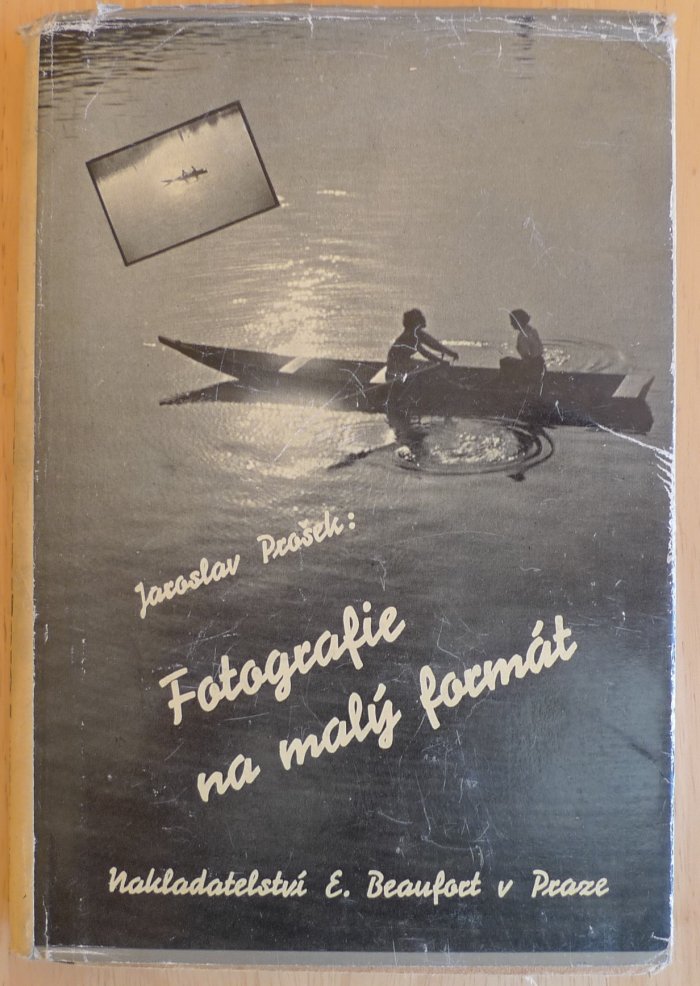 Jaroslav Prošek:
Fotografie
na malý formát
Nakladatelství E. Beaufort v Praze